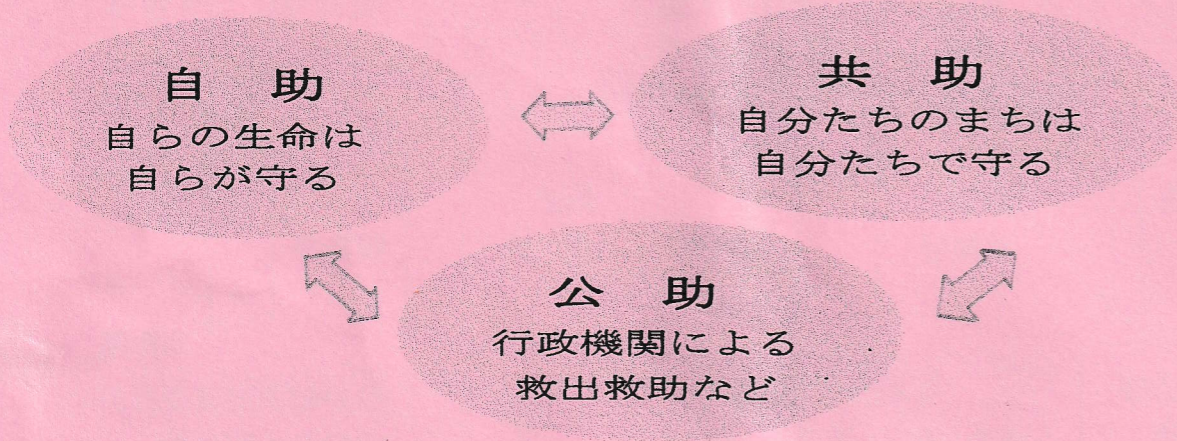 自　助
自らの生命は
自らが守る
共　助
自分たちのまちは
自分たちで守る
公　助
行政機関による
救出救助など